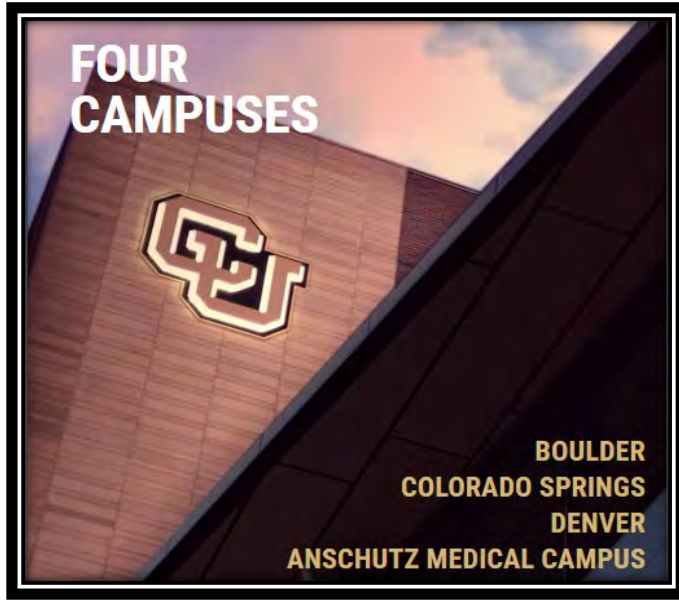 FOUR
CAMPUSES
CU
BOULDER
COLORADO SPRINGS
DENVER
ANSCHUTZ MEDICAL CAMPUS